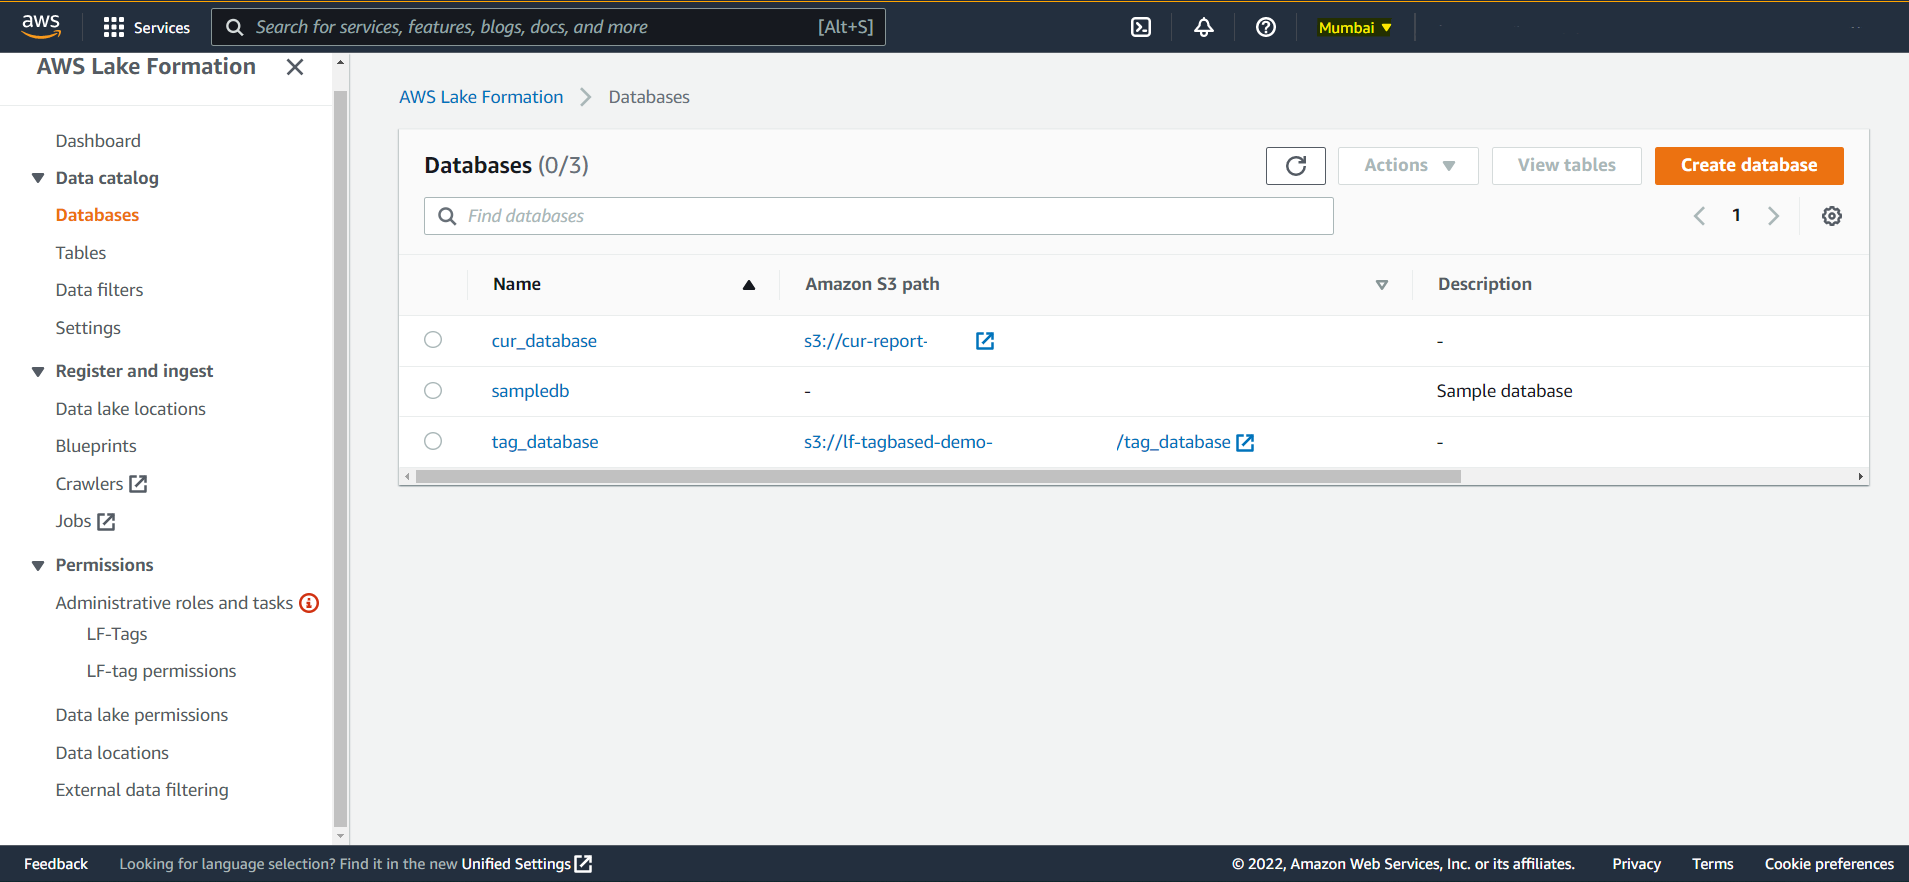 aws Services Search for services, features, blogs, docs, and more [Alt+S] Mumbai
AWS Lake Formation
Dashboard
Data catalog
Databases
Tables
Data filters
Settings
Register and ingest
Data lake locations
Blueprints
Crawlers
Jobs
Permissions
Administrative roles and tasks
LF-Tags
LF-tag permissions
Data lake permissions
Data locations
External data filtering
AWS Lake Formation > Databases
Databases (0/3) Actions View tables Create database
Find databases 1
Name Amazon S3 path Description
cur_database s3://cur-report- -
sampledb - Sample database
tag_database s3://lf-tagbased-demo- /tag_database -
Feedback Looking for language selection? Find it in the new Unified Settings © 2022, Amazon Web Services, Inc. or its affiliates. Privacy Terms Cookie preferences